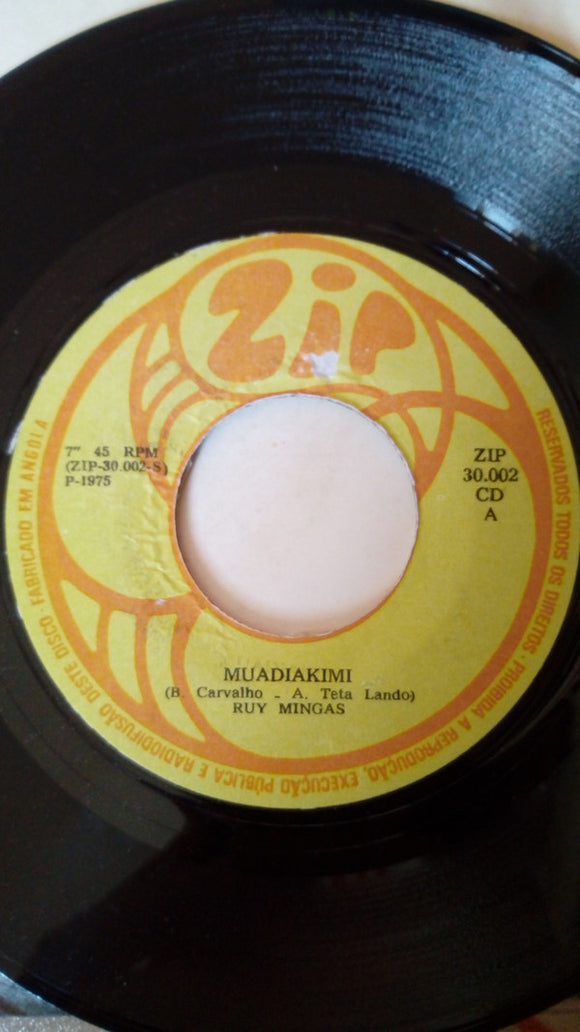 Zip
7" 45 RPM
(ZIP-30.002-S)
P-1975
ZIP
30.002
CD
A
MUADIAKIMI
(B. Carvalho - A. Teta Lando)
RUY MINGAS
RESERVADOS TODOS OS DIREITOS · PROIBIDA A REPRODUÇÃO, EXECUÇÃO PÚBLICA E RADIODIFUSÃO DESTE DISCO · FABRICADO EM ANGOLA